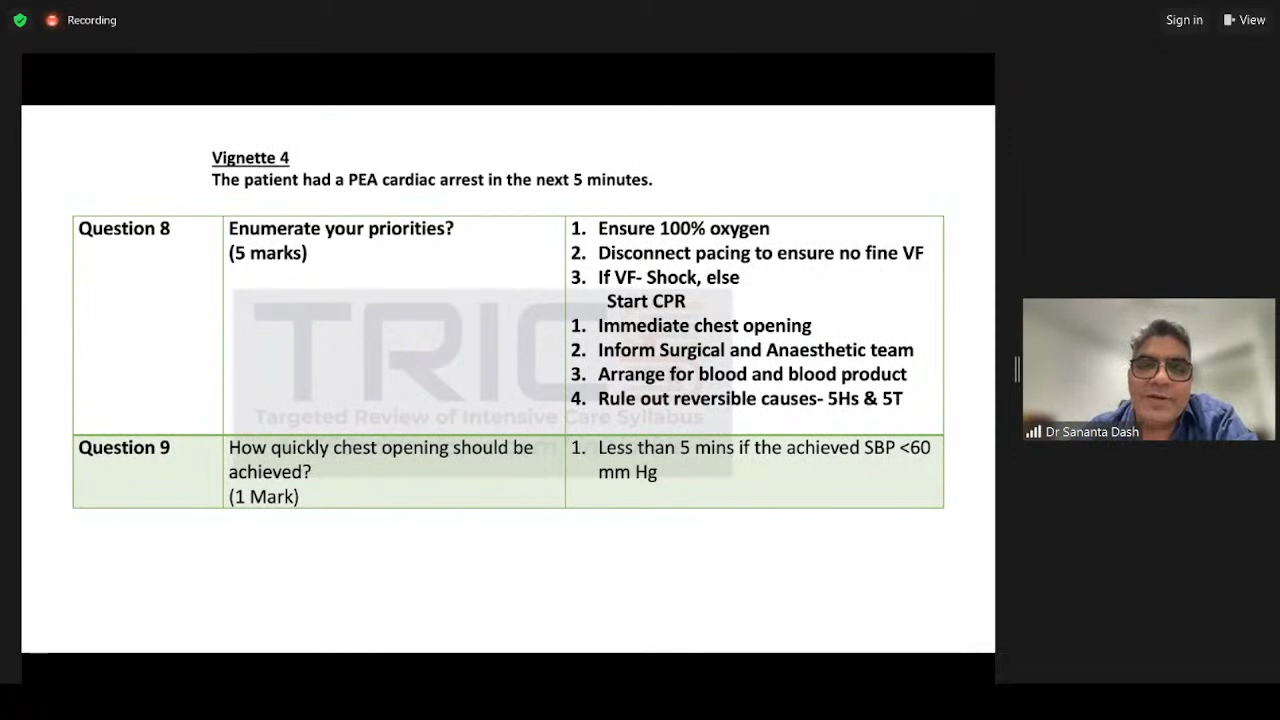 Recording
Sign in
View
Vignette 4
The patient had a PEA cardiac arrest in the next 5 minutes.
Question 8
Enumerate your priorities?
(5 marks)
1. Ensure 100% oxygen
2. Disconnect pacing to ensure no fine VF
3. If VF- Shock, else
Start CPR
1. Immediate chest opening
2. Inform Surgical and Anaesthetic team
3. Arrange for blood and blood product
4. Rule out reversible causes- 5Hs & 5T
TRICS
Targeted Review of Intensive Care Syllabus
Question 9
How quickly chest opening should be
achieved?
(1 Mark)
1. Less than 5 mins if the achieved SBP <60
mm Hg
Dr Sananta Dash